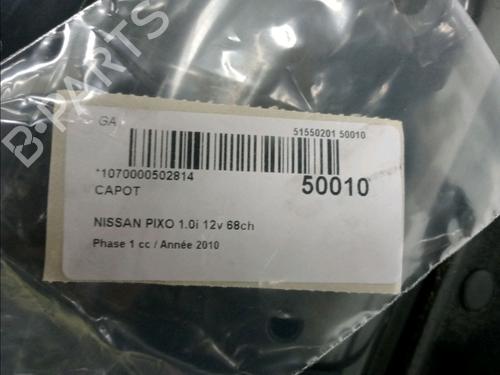 GA
51550201 50010
*1070000502814
50010
CAPOT
NISSAN PIXO 1.0i 12v 68ch
Phase 1 cc / Année 2010
B-PARTS